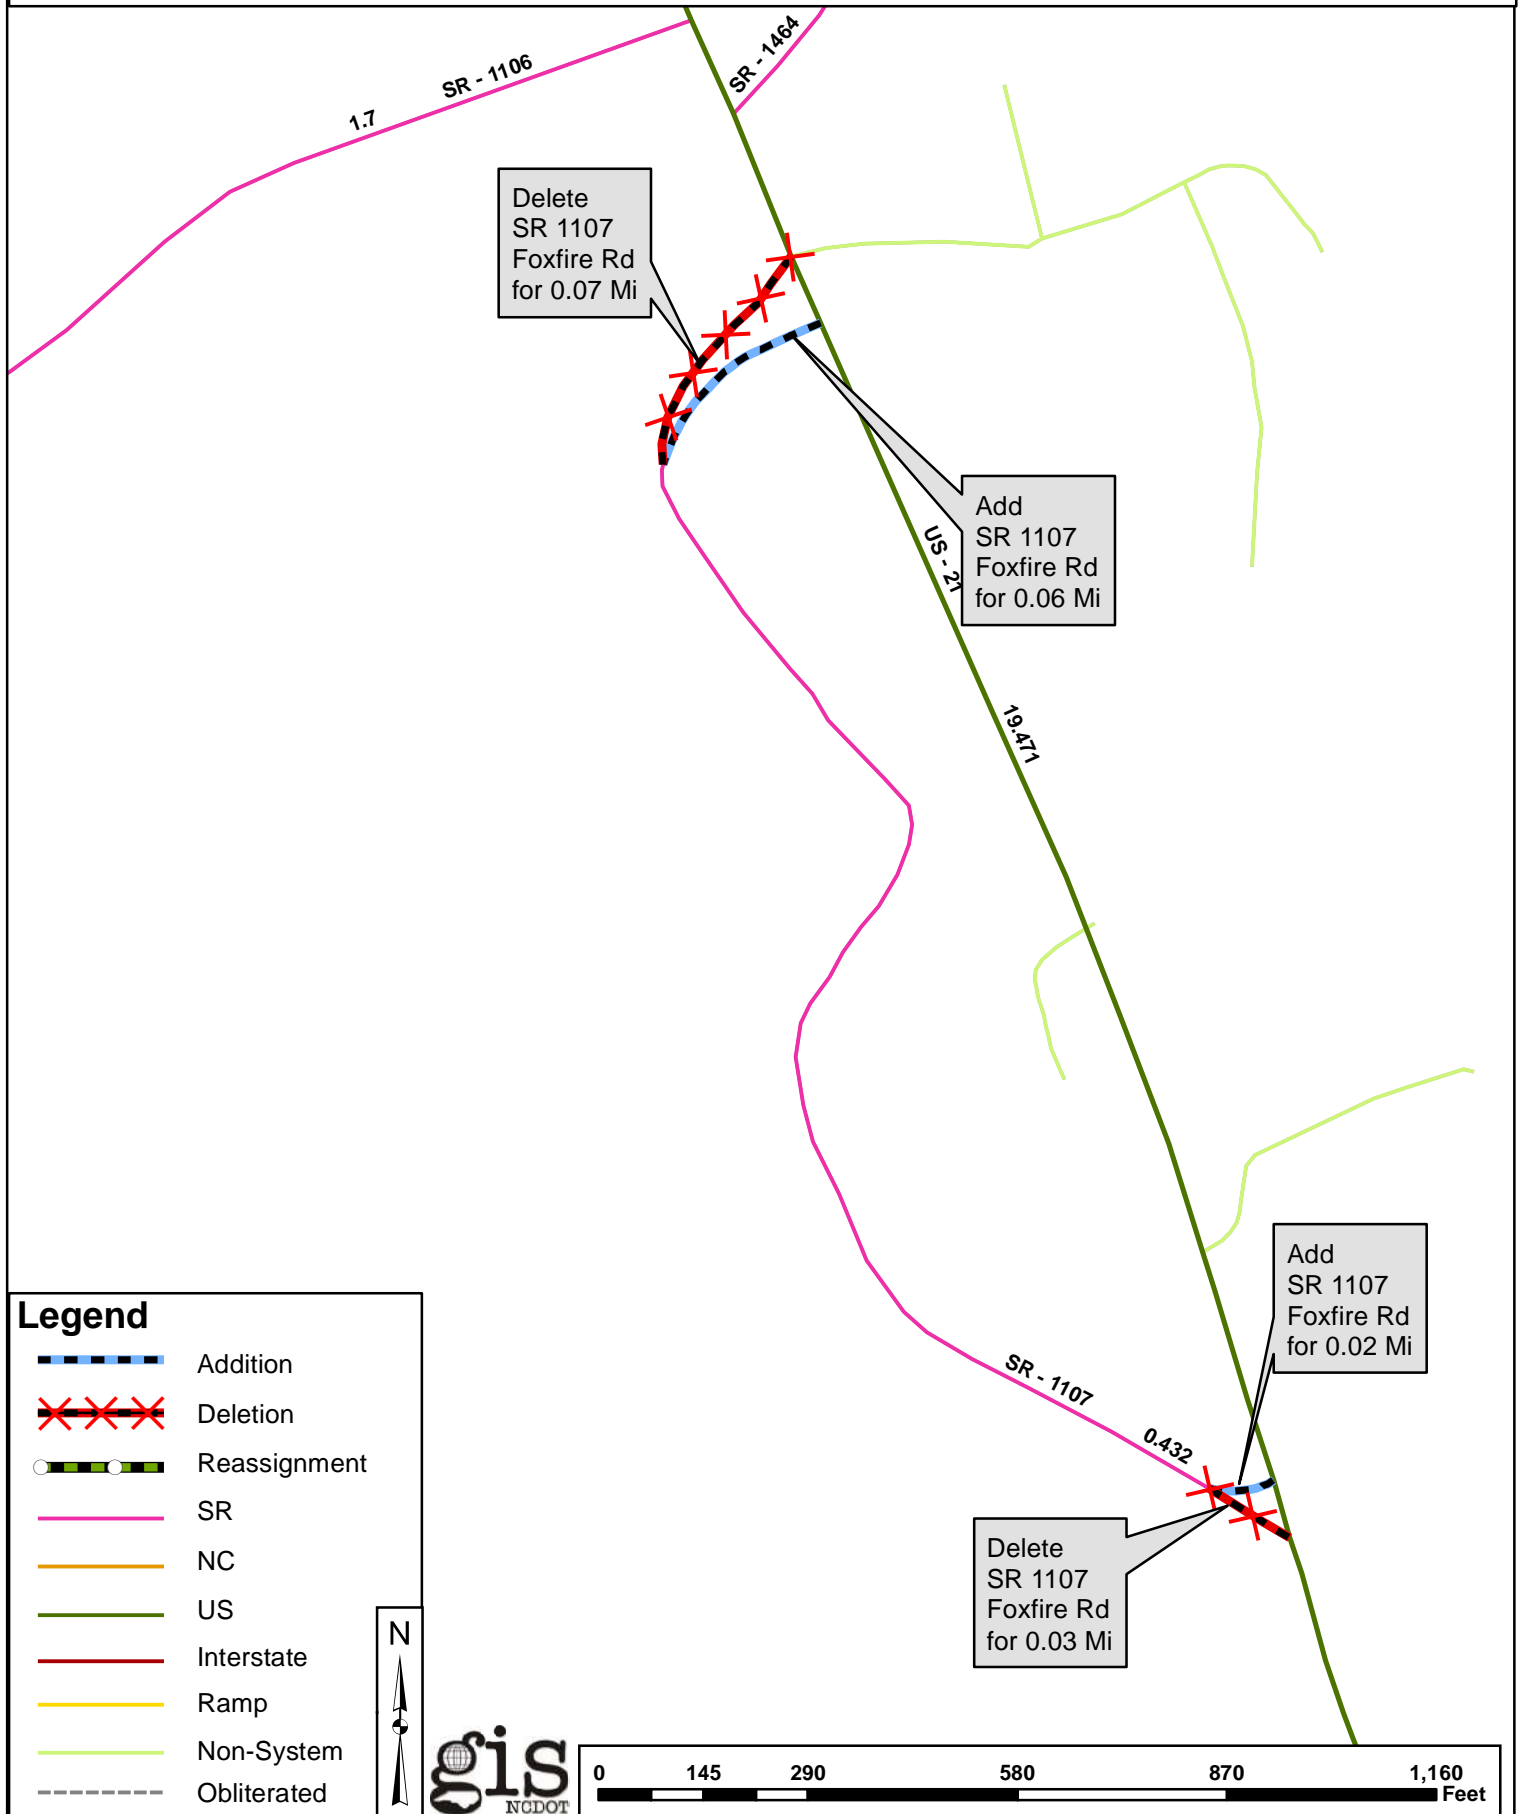 SR - 1106
1.7
SR - 1464
Delete
SR 1107
Foxfire Rd
for 0.07 Mi
Add
SR 1107
Foxfire Rd
for 0.06 Mi
US - 21
19.471
Add
SR 1107
Foxfire Rd
for 0.02 Mi
SR - 1107
0.432
Delete
SR 1107
Foxfire Rd
for 0.03 Mi
Legend
Addition
Deletion
Reassignment
SR
NC
US
Interstate
Ramp
Non-System
Obliterated
N
gis
NCDOT
0 145 290 580 870 1,160
Feet